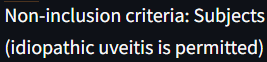 Non-inclusion criteria: Subjects
(idiopathic uveitis is permitted)